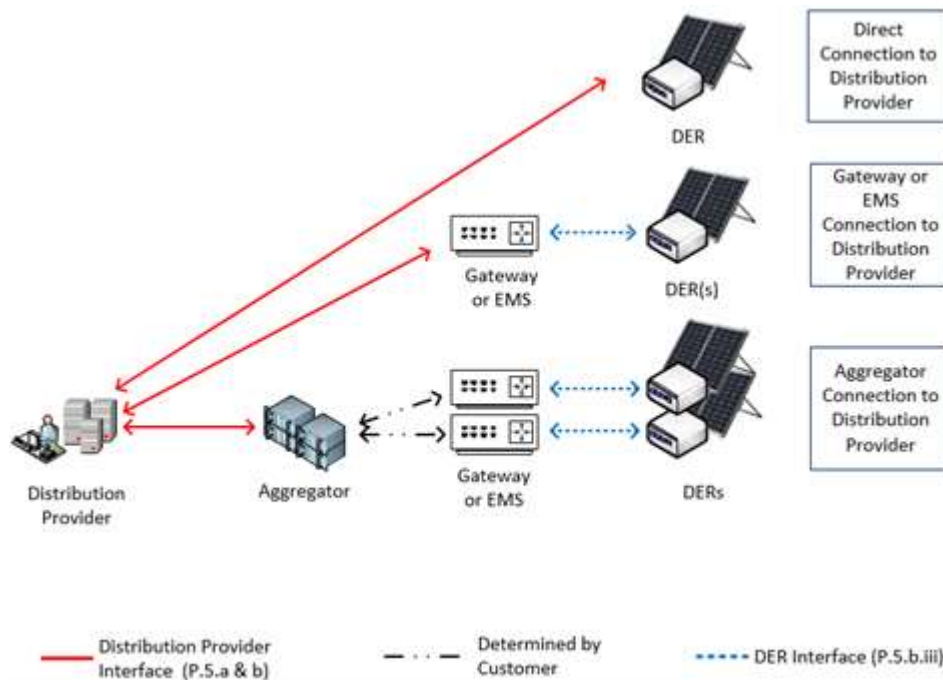 Direct
Connection to
Distribution
Provider
DER
Gateway or
EMS
Connection to
Distribution
Provider
Gateway
or EMS
DER(s)
Aggregator
Connection to
Distribution
Provider
Distribution
Provider
Aggregator
Gateway
or EMS
DERs
Distribution Provider
Interface (P.5.a & b)
Determined by
Customer
DER Interface (P.5.b.iii)